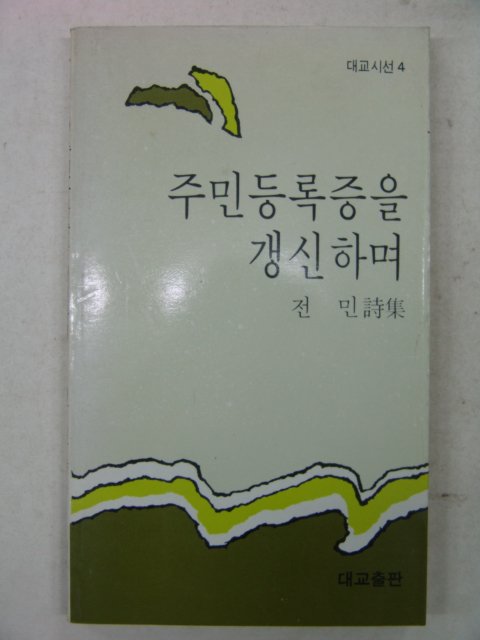 대교시선 4
주민등록증을
갱신하며
전 민 詩集
대교출판